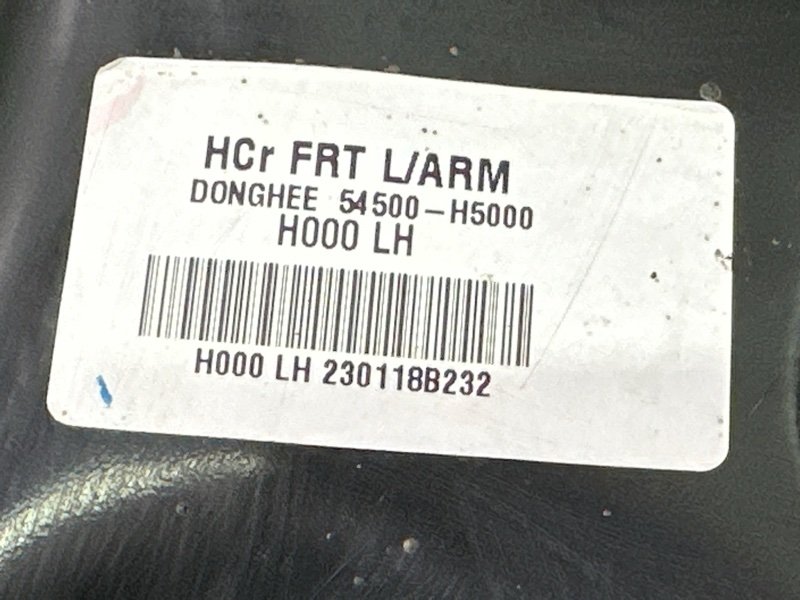 HCr FRT L/ARM
DONGHEE 54500-H5000
H000 LH
H000 LH 230118B232